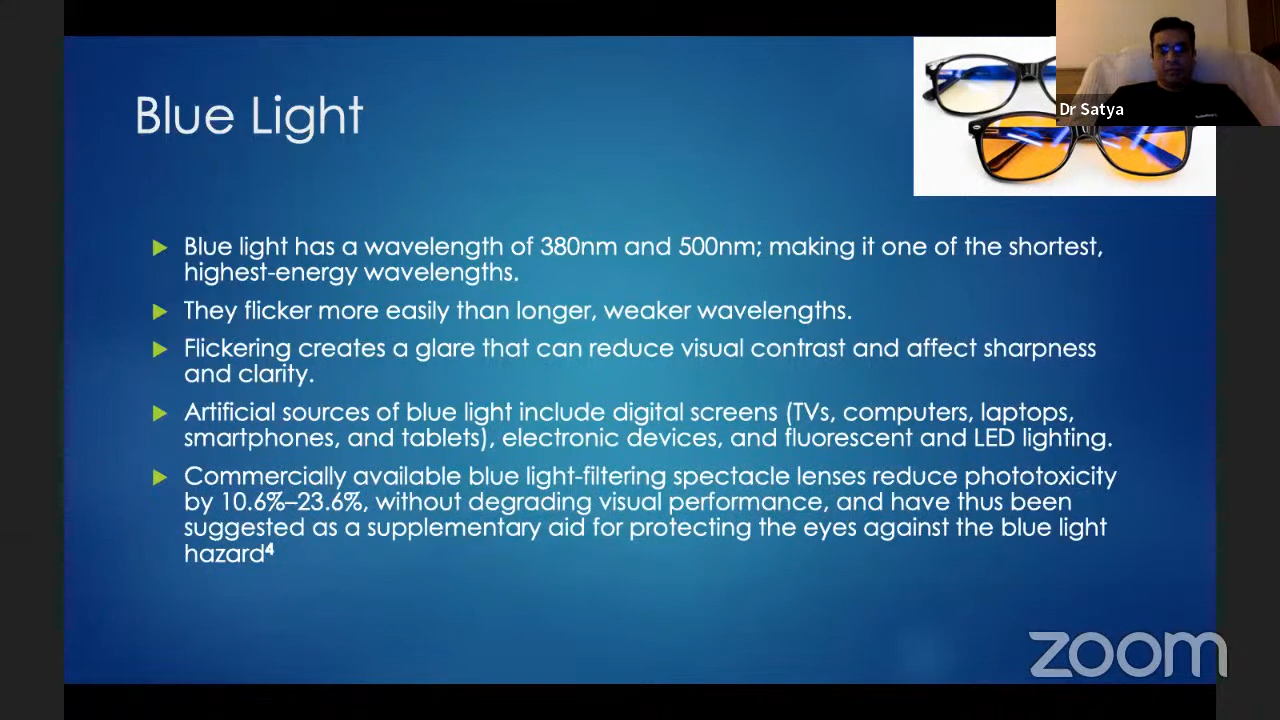 Dr Satya
Blue Light
Blue light has a wavelength of 380nm and 500nm; making it one of the shortest,
highest-energy wavelengths.
They flicker more easily than longer, weaker wavelengths.
Flickering creates a glare that can reduce visual contrast and affect sharpness
and clarity.
Artificial sources of blue light include digital screens (TVs, computers, laptops,
smartphones, and tablets), electronic devices, and fluorescent and LED lighting.
Commercially available blue light-filtering spectacle lenses reduce phototoxicity
by 10.6%–23.6%, without degrading visual performance, and have thus been
suggested as a supplementary aid for protecting the eyes against the blue light
hazard⁴
zoom